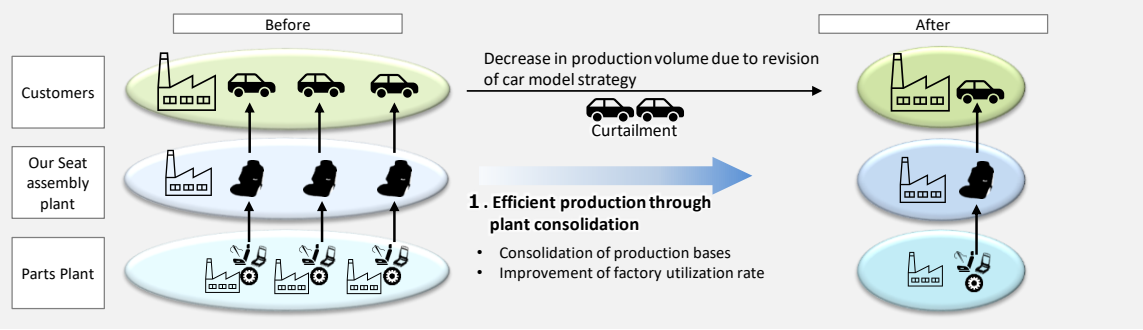 Before
After
Customers
Decrease in production volume due to revision
of car model strategy
Curtailment
Our Seat
assembly
plant
1 . Efficient production through
plant consolidation
• Consolidation of production bases
• Improvement of factory utilization rate
Parts Plant